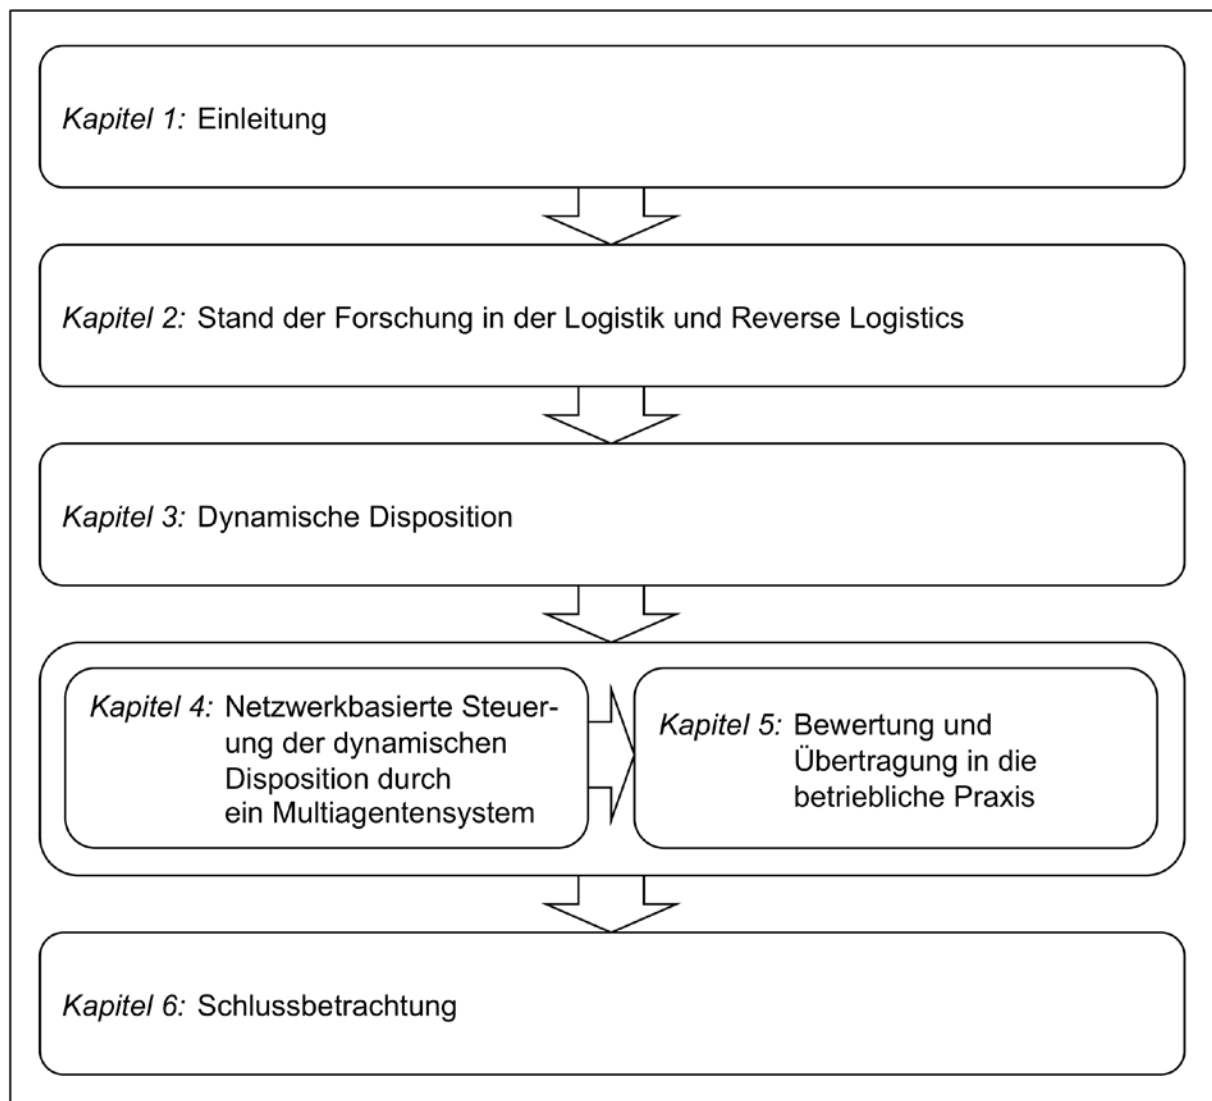 Kapitel 1: Einleitung
Kapitel 2: Stand der Forschung in der Logistik und Reverse Logistics
Kapitel 3: Dynamische Disposition
Kapitel 4: Netzwerkbasierte Steuer-
ung der dynamischen
Disposition durch
ein Multiagentensystem
Kapitel 5: Bewertung und
Übertragung in die
betriebliche Praxis
Kapitel 6: Schlussbetrachtung